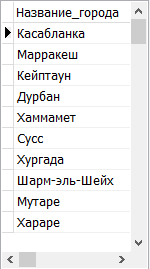 Название_города
Касабланка
Марракеш
Кейптаун
Дурбан
Хаммамет
Сусс
Хургада
Шарм-эль-Шейх
Мутаре
Хараре